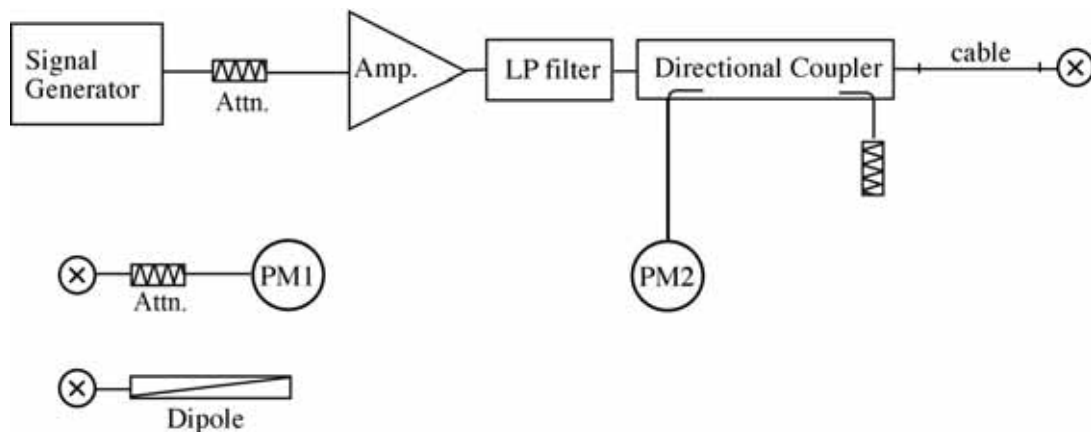 Signal
Generator
Attn.
Amp.
LP filter
Directional Coupler
cable
PM1
Attn.
PM2
Dipole